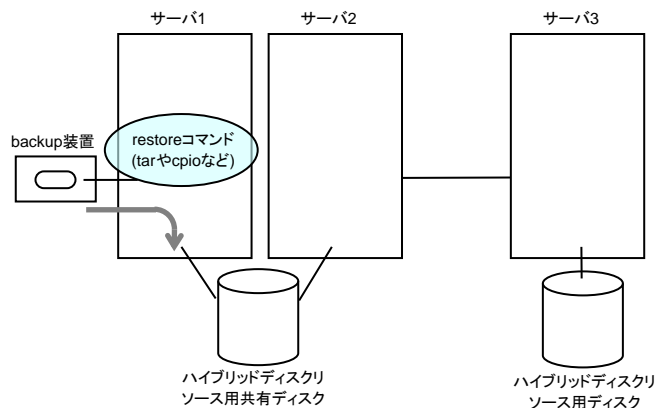 サーバ1
サーバ2
サーバ3
backup装置
restoreコマンド
(tarやcpioなど)
ハイブリッドディスクリ
ソース用共有ディスク
ハイブリッドディスクリ
ソース用ディスク